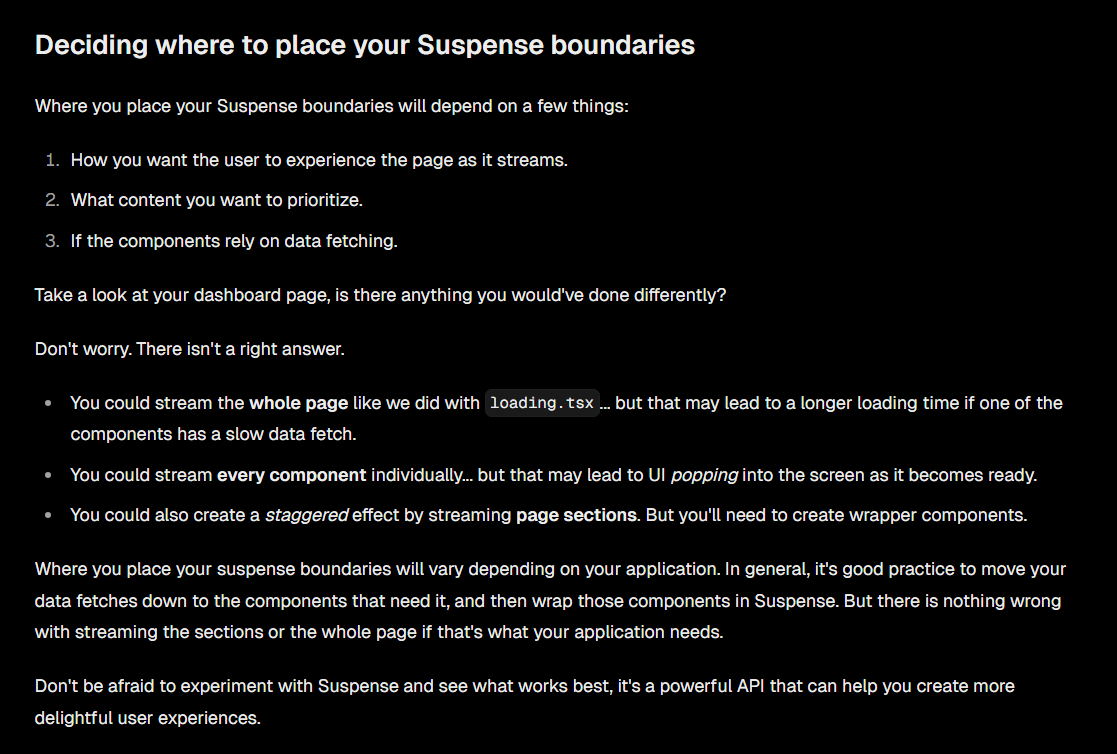 Deciding where to place your Suspense boundaries
Where you place your Suspense boundaries will depend on a few things:
1. How you want the user to experience the page as it streams.
2. What content you want to prioritize.
3. If the components rely on data fetching.
Take a look at your dashboard page, is there anything you would've done differently?
Don't worry. There isn't a right answer.
• You could stream the whole page like we did with loading.tsx... but that may lead to a longer loading time if one of the
components has a slow data fetch.
• You could stream every component individually... but that may lead to UI popping into the screen as it becomes ready.
• You could also create a staggered effect by streaming page sections. But you'll need to create wrapper components.
Where you place your suspense boundaries will vary depending on your application. In general, it's good practice to move your
data fetches down to the components that need it, and then wrap those components in Suspense. But there is nothing wrong
with streaming the sections or the whole page if that's what your application needs.
Don't be afraid to experiment with Suspense and see what works best, it's a powerful API that can help you create more
delightful user experiences.